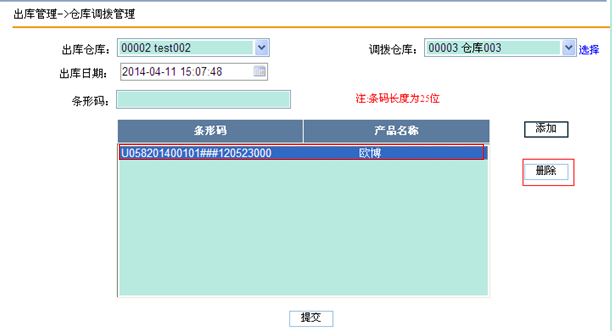 出库管理->仓库调拨管理
出库仓库： 00002 test002 调拨仓库： 00003 仓库003 选择
出库日期： 2014-04-11 15:07:48
条形码： 注:条码长度为25位
条形码 产品名称 添加
U058201400101###120523000 欧博
删除
提交